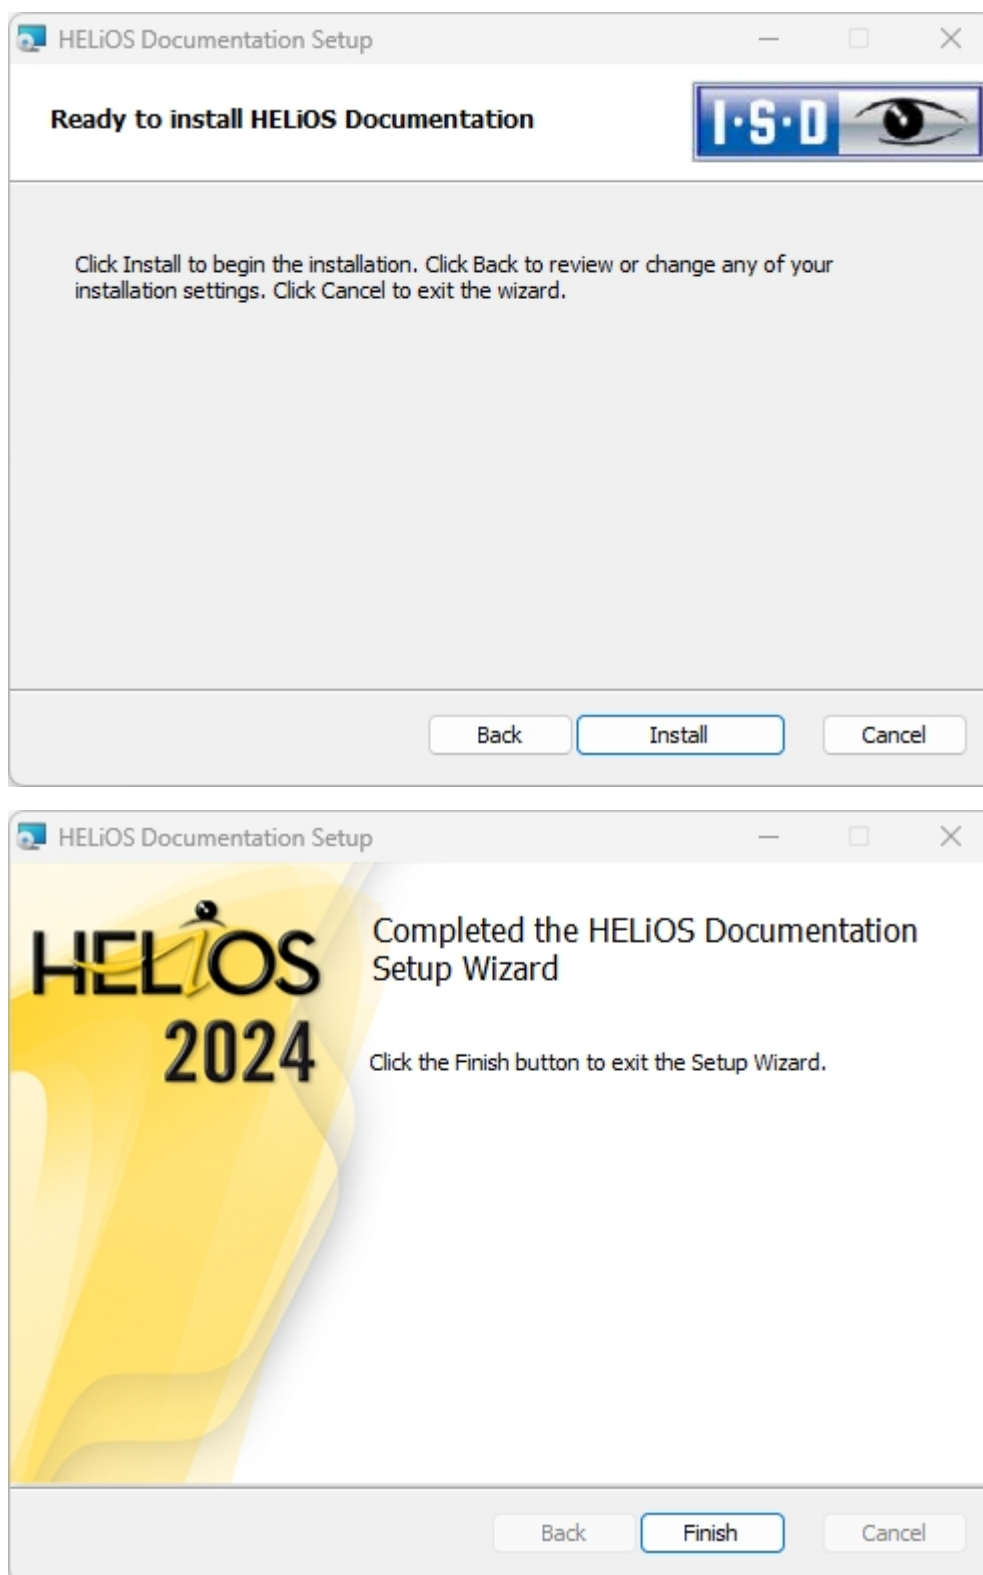 HELiOS Documentation Setup
Ready to install HELiOS Documentation
I·S·D
Click Install to begin the installation. Click Back to review or change any of your
installation settings. Click Cancel to exit the wizard.
Back Install Cancel
HELiOS Documentation Setup
HELiOS
2024
Completed the HELiOS Documentation
Setup Wizard
Click the Finish button to exit the Setup Wizard.
Back Finish Cancel